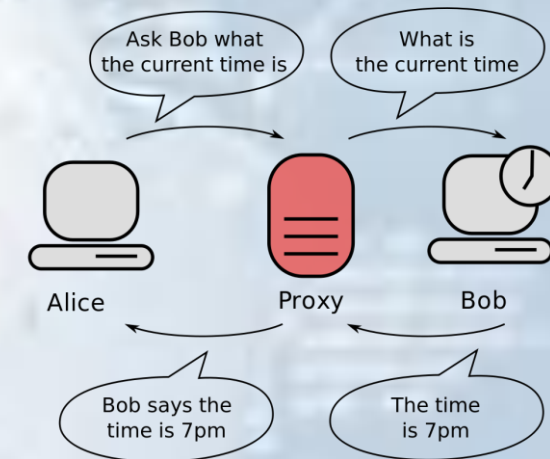 Ask Bob what
the current time is
What is
the current time
Alice
Proxy
Bob
Bob says the
time is 7pm
The time
is 7pm